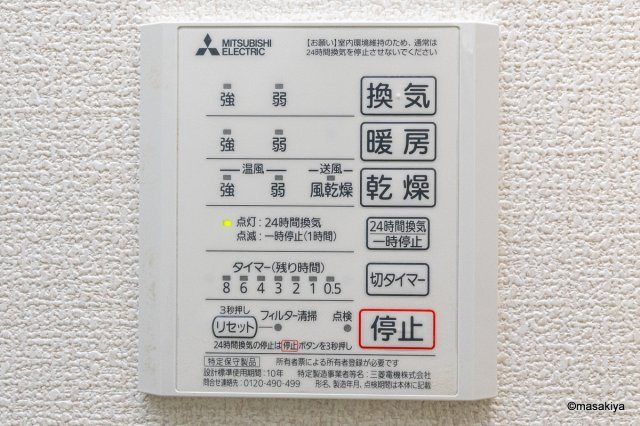 MITSUBISHI
ELECTRIC
【お願い】室内環境維持のため、通常は
24時間換気を停止させないでください
強 弱 換気
強 弱 暖房
温風 送風
強 弱 風乾燥 乾燥
点灯：24時間換気
点滅：一時停止(1時間)
24時間換気
一時停止
タイマー(残り時間)
8 6 4 3 2 1 0.5
切タイマー
3秒押し
リセット フィルター清掃 点検
停止
24時間換気の停止は停止ボタンを3秒押し
特定保守製品 所有者票による所有者登録が必要です
設計標準使用期間：10年 特定製造事業者等名：三菱電機株式会社
問合せ連絡先：0120-490-499 形名、製造年月、点検期間は本体に記載
©masakiya